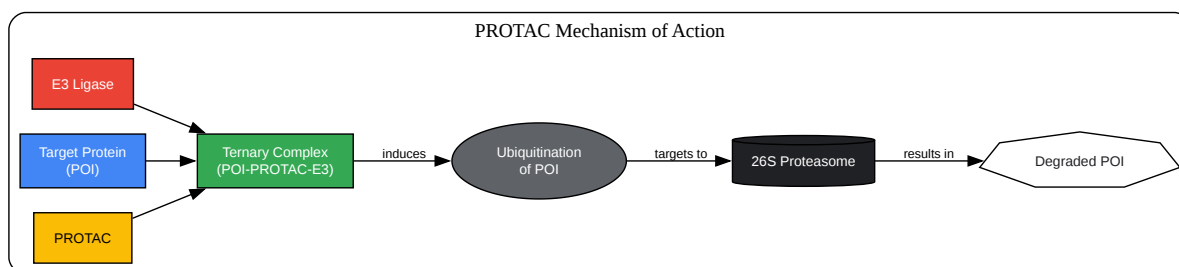 PROTAC Mechanism of Action
E3 Ligase
Target Protein
(POI)
PROTAC
Ternary Complex
(POI-PROTAC-E3)
induces
Ubiquitination
of POI
targets to
26S Proteasome
results in
Degraded POI